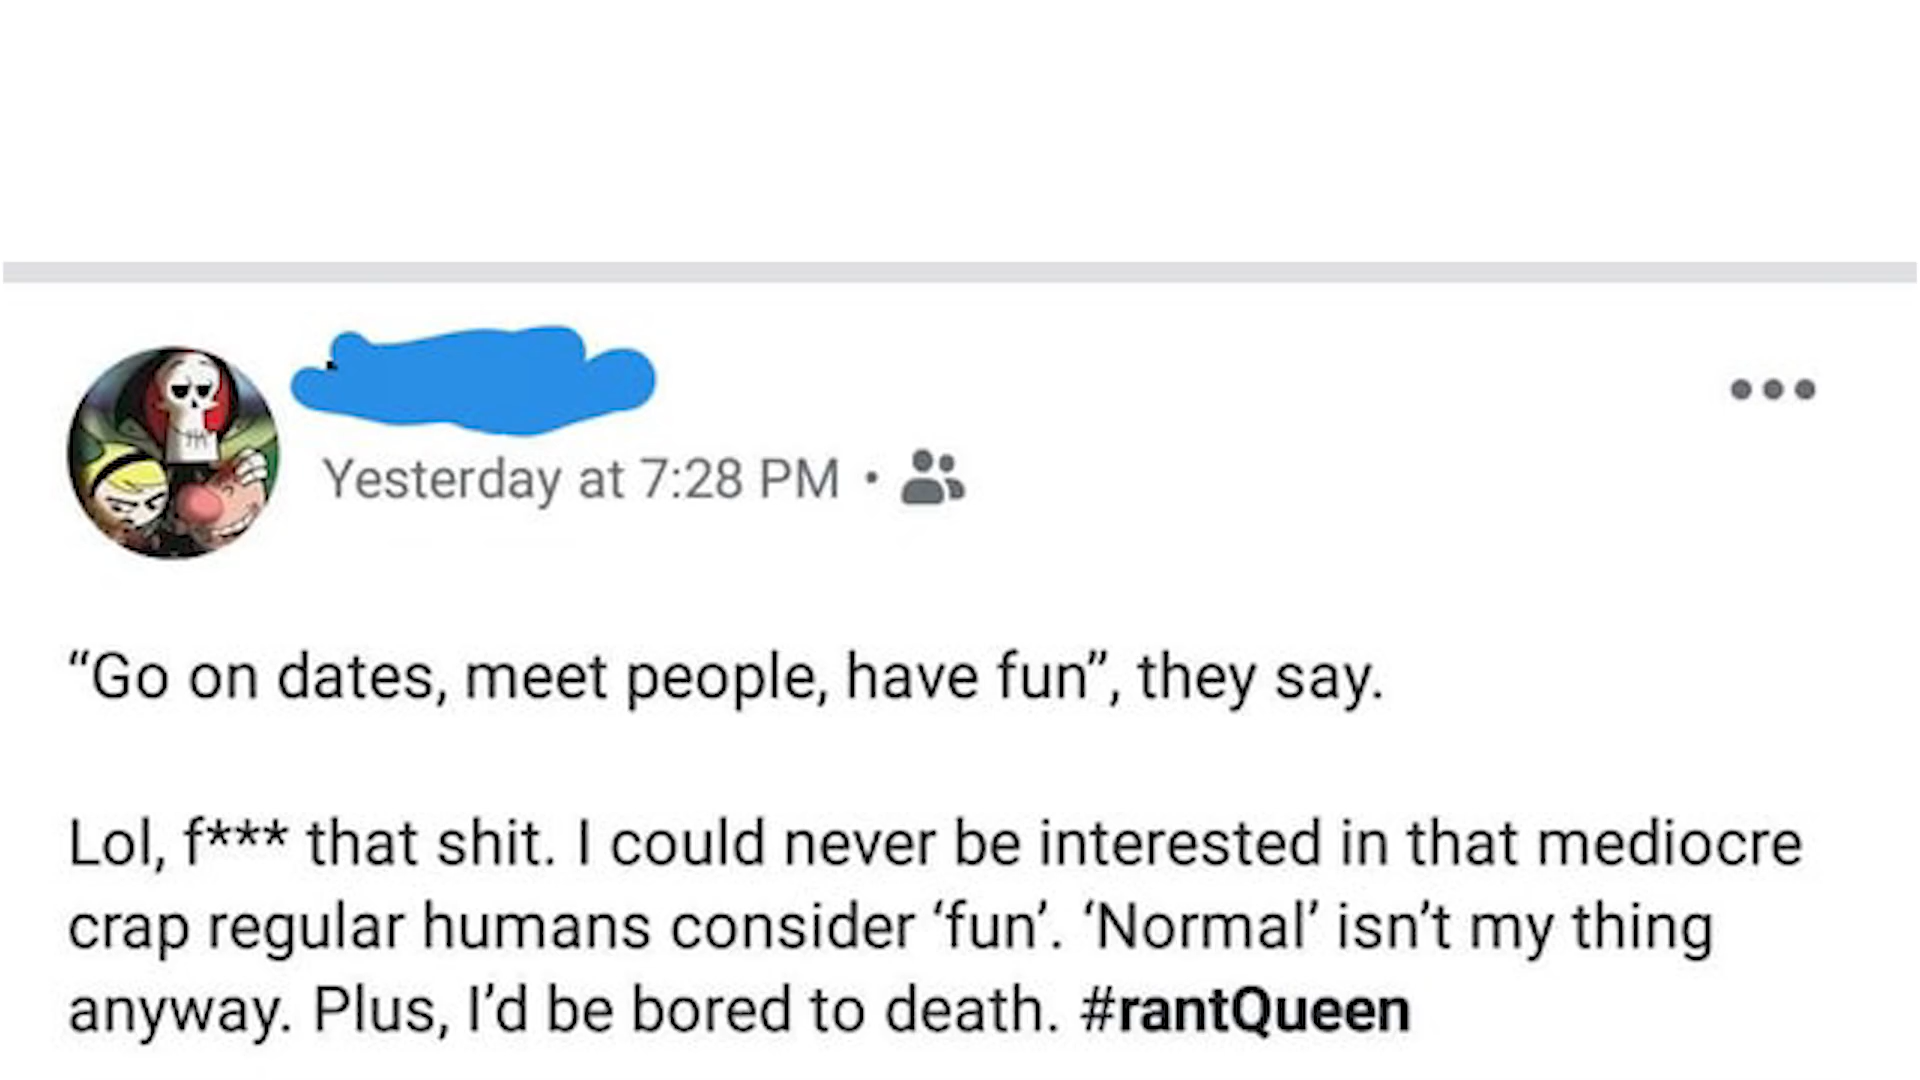 Yesterday at 7:28 PM ·
“Go on dates, meet people, have fun”, they say.
Lol, f*** that shit. I could never be interested in that mediocre
crap regular humans consider ‘fun’. ‘Normal’ isn’t my thing
anyway. Plus, I’d be bored to death. #rantQueen